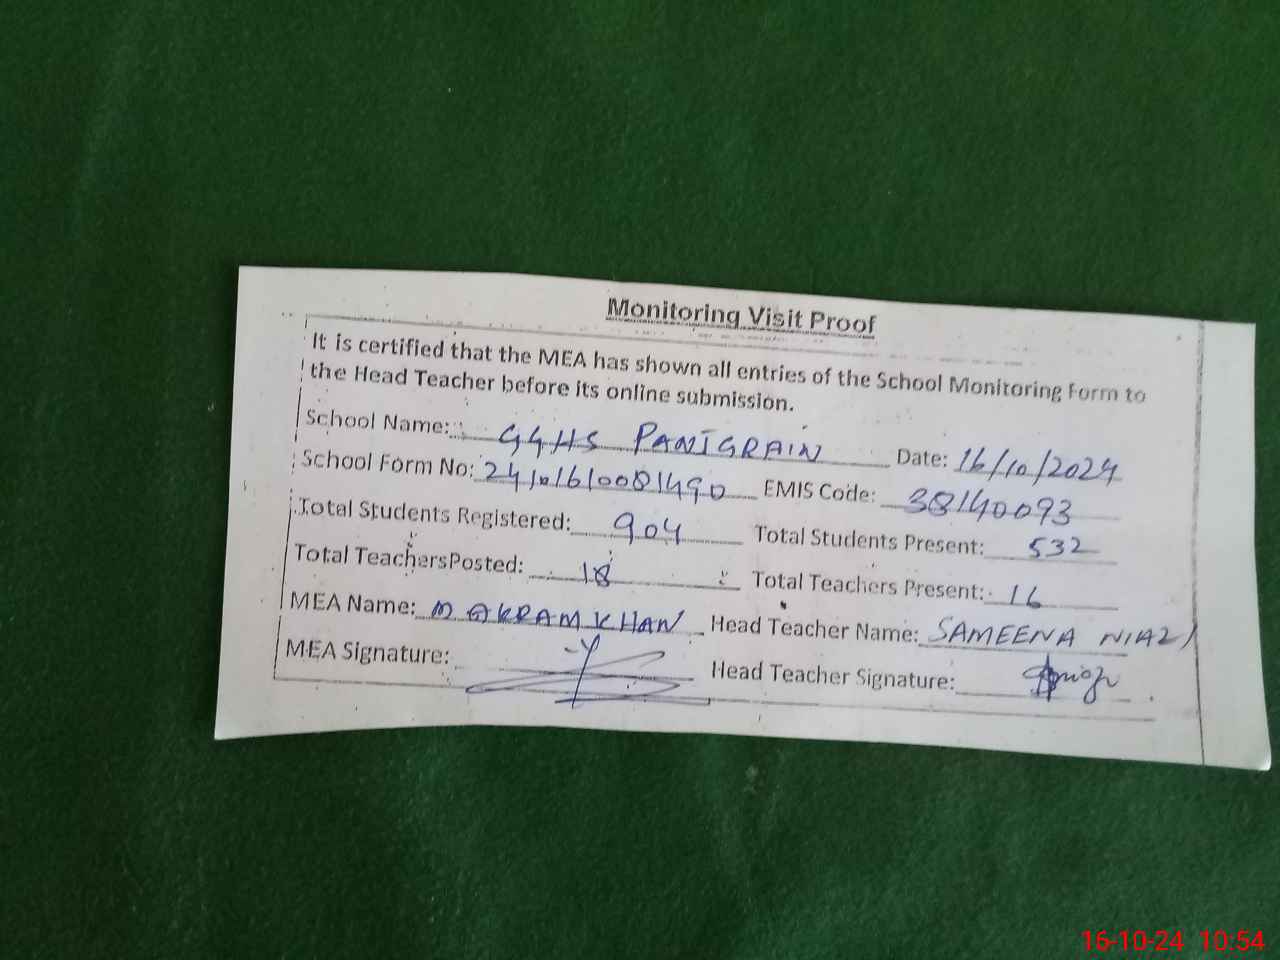 Monitoring Visit Proof
It is certified that the MEA has shown all entries of the School Monitoring Form to
the Head Teacher before its online submission.
School Name: GGHS PANIGRAIN Date: 16/10/2024
School Form No: 241016100081490 EMIS Code: 38140093
Total Students Registered: 904 Total Students Present: 532
Total TeachersPosted: 18 Total Teachers Present: 16
MEA Name: M AKRAM KHAN Head Teacher Name: SAMEENA NIAZI
MEA Signature: Head Teacher Signature:
16-10-24 10:54